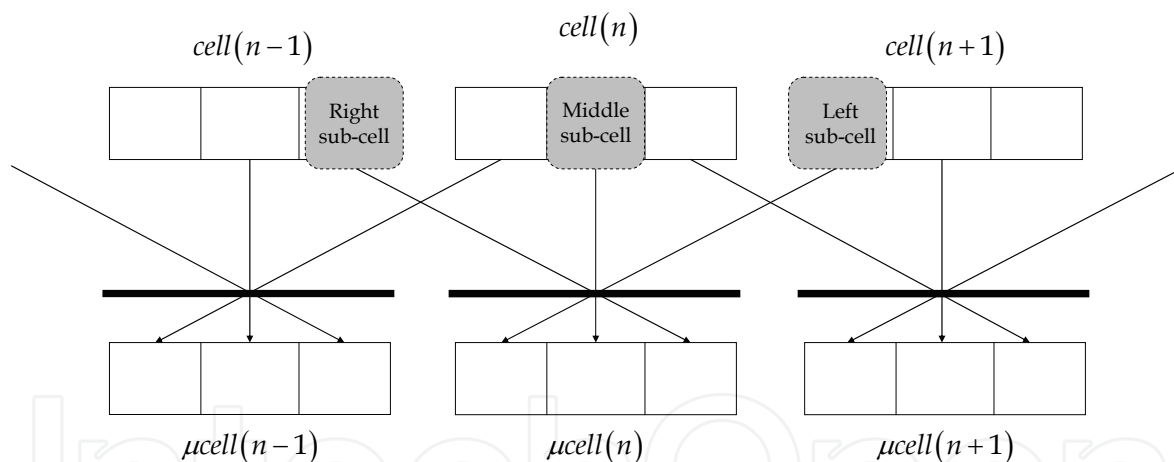 cell(n−1)
cell(n)
cell(n+1)
Right
sub-cell
Middle
sub-cell
Left
sub-cell
μcell(n−1)
μcell(n)
μcell(n+1)